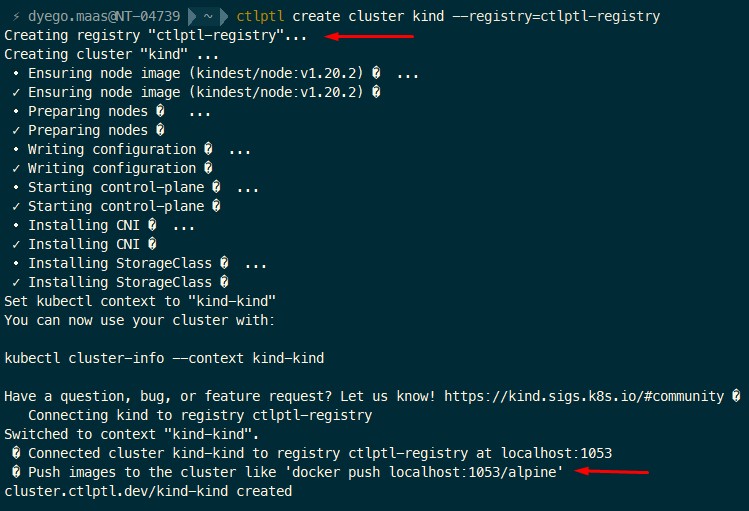 ⚡ dyego.maas@NT-04739 ~ ctlptl create cluster kind --registry=ctlptl-registry
Creating registry "ctlptl-registry"...
Creating cluster "kind" ...
• Ensuring node image (kindest/node:v1.20.2) � ...
✓ Ensuring node image (kindest/node:v1.20.2) �
• Preparing nodes � ...
✓ Preparing nodes �
• Writing configuration � ...
✓ Writing configuration �
• Starting control-plane � ...
✓ Starting control-plane �
• Installing CNI � ...
✓ Installing CNI �
• Installing StorageClass � ...
✓ Installing StorageClass �
Set kubectl context to "kind-kind"
You can now use your cluster with:
kubectl cluster-info --context kind-kind
Have a question, bug, or feature request? Let us know! https://kind.sigs.k8s.io/#community �
Connecting kind to registry ctlptl-registry
Switched to context "kind-kind".
� Connected cluster kind-kind to registry ctlptl-registry at localhost:1053
� Push images to the cluster like 'docker push localhost:1053/alpine'
cluster.ctlptl.dev/kind-kind created